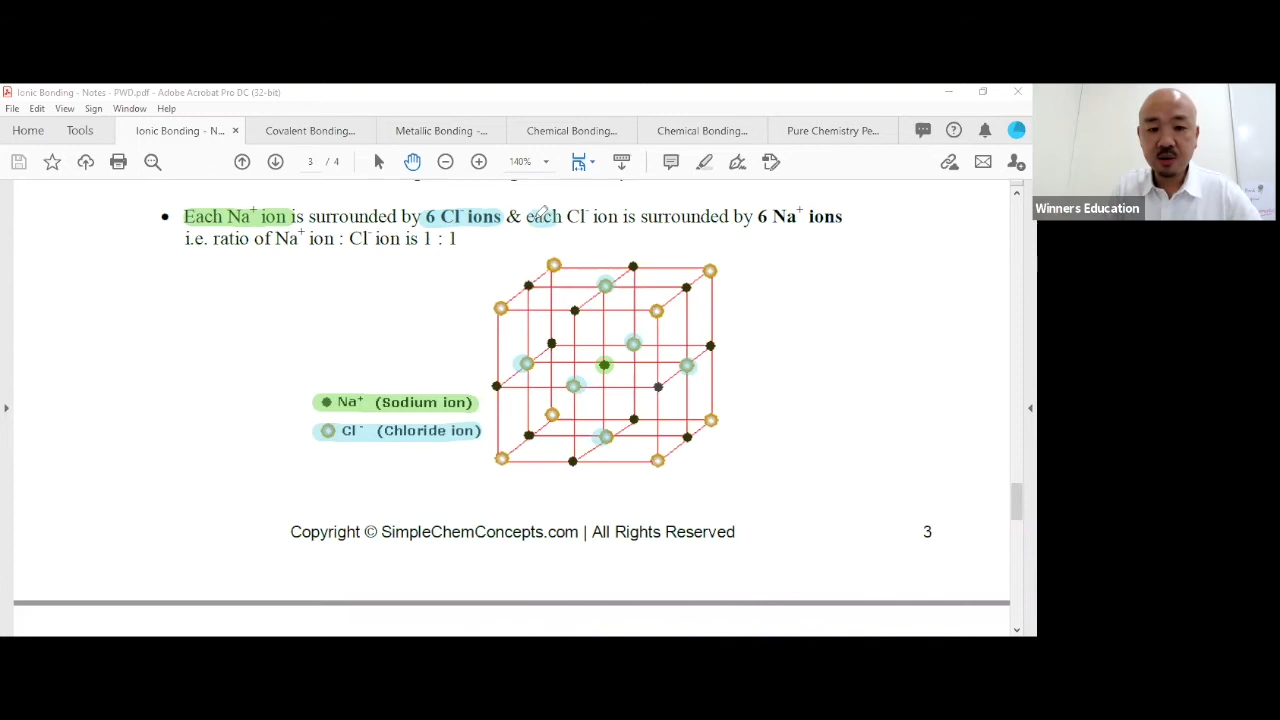 Ionic Bonding - Notes - PWD.pdf - Adobe Acrobat Pro DC (32-bit)
File Edit View Sign Window Help
Home Tools Ionic Bonding - N... × Covalent Bonding... Metallic Bonding -... Chemical Bonding... Chemical Bonding... Pure Chemistry Pe...
3 / 4 140%
• Each Na⁺ ion is surrounded by 6 Cl⁻ ions & each Cl⁻ ion is surrounded by 6 Na⁺ ions
i.e. ratio of Na⁺ ion : Cl⁻ ion is 1 : 1
Na⁺ (Sodium ion)
Cl⁻ (Chloride ion)
Copyright © SimpleChemConcepts.com | All Rights Reserved 3
Winners Education